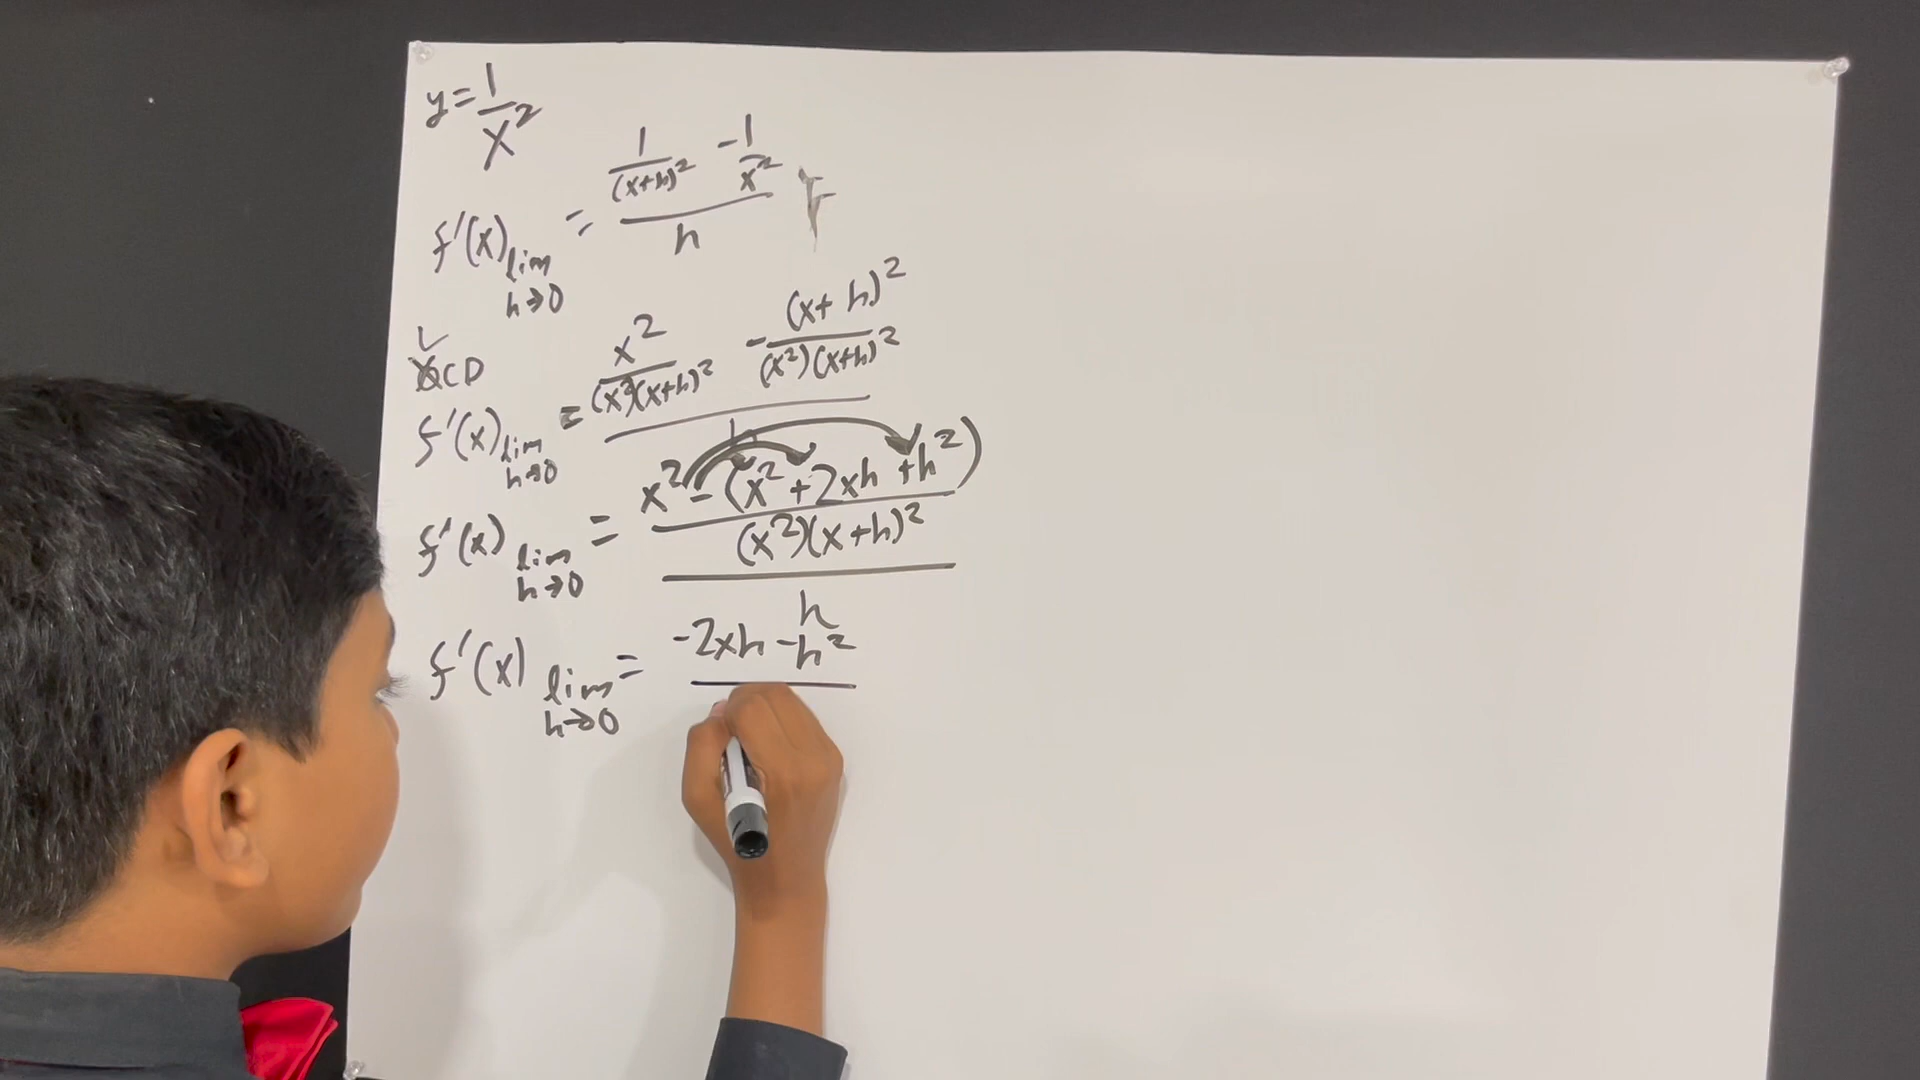 y = 1/x²
f'(x) lim h→0 = (1/(x+h)² - 1/x²)/h
LCD
f'(x) lim h→0 = (x²/(x²)(x+h)² - (x+h)²/(x²)(x+h)²)/h
f'(x) lim h→0 = ((x² - (x² + 2xh + h²))/(x²)(x+h)²)/h
f'(x) lim h→0 = -2xh - h²